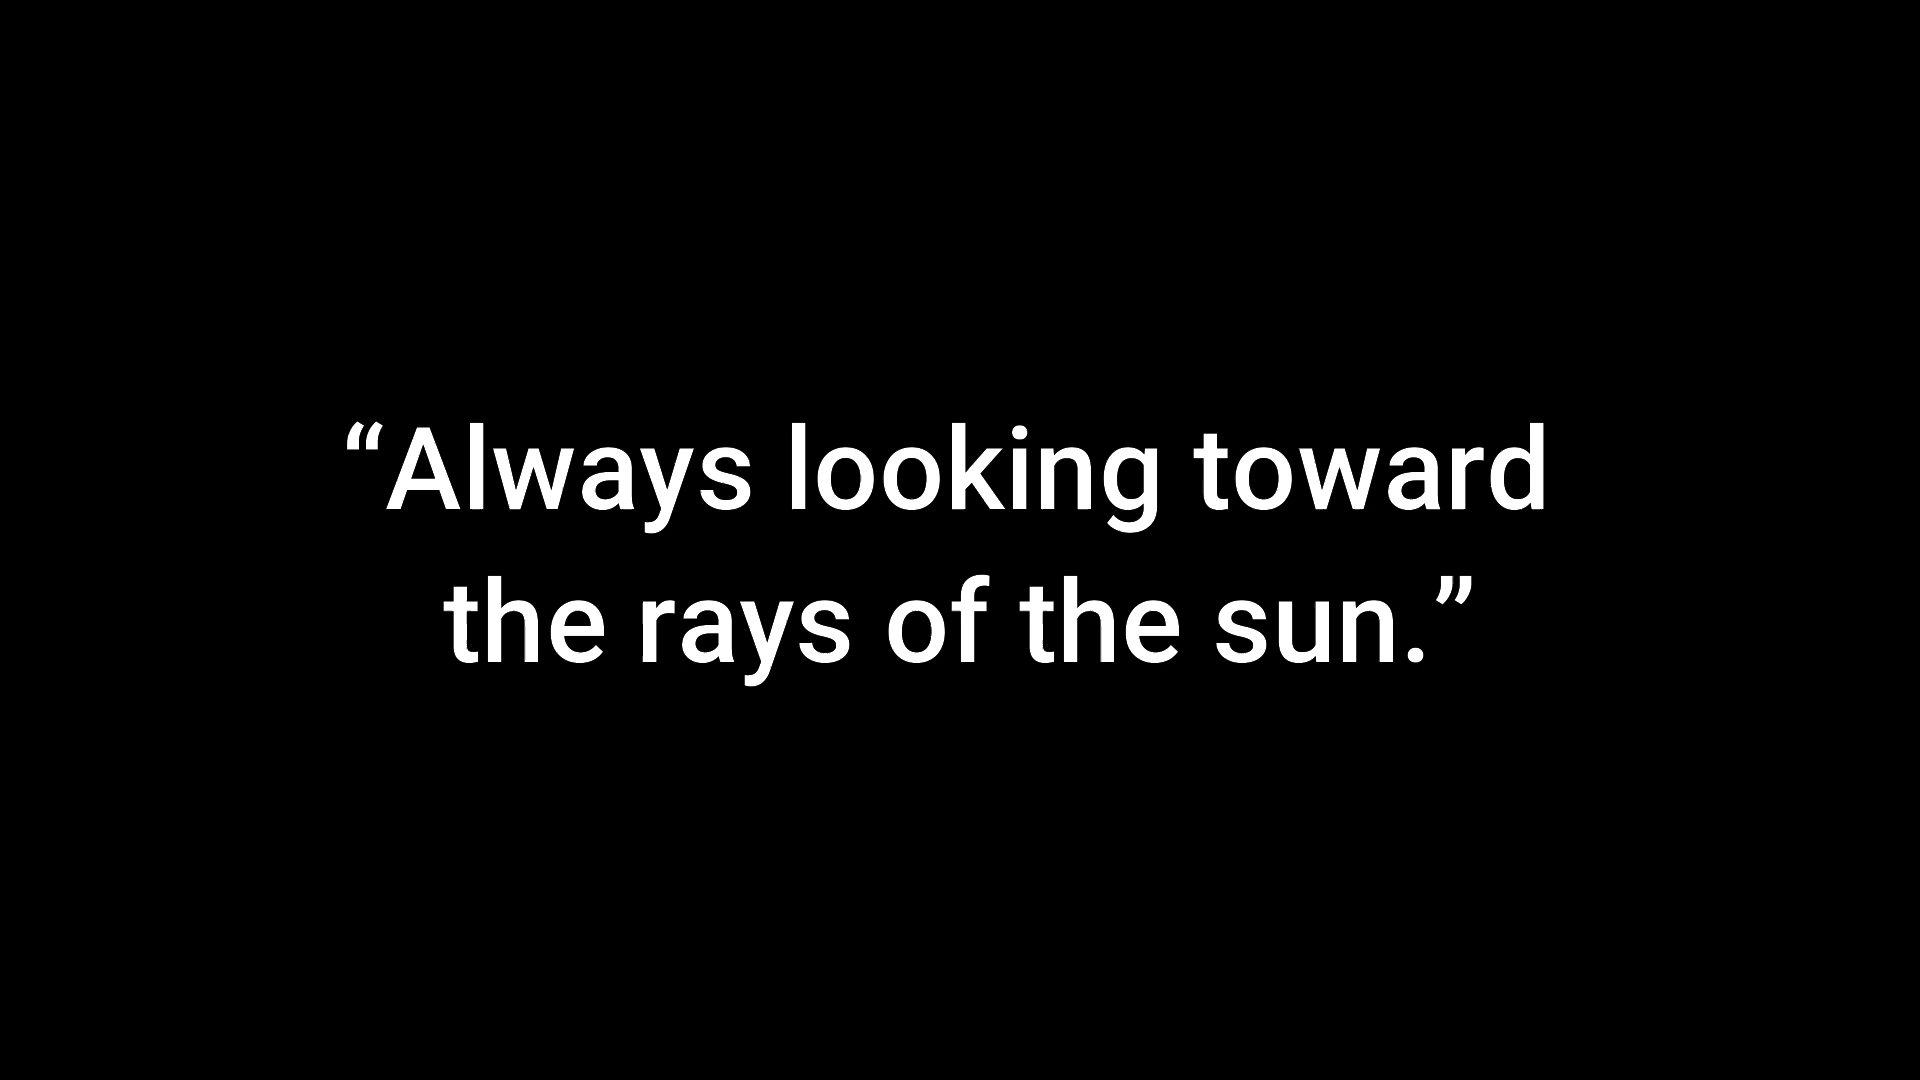 “Always looking toward
the rays of the sun.”